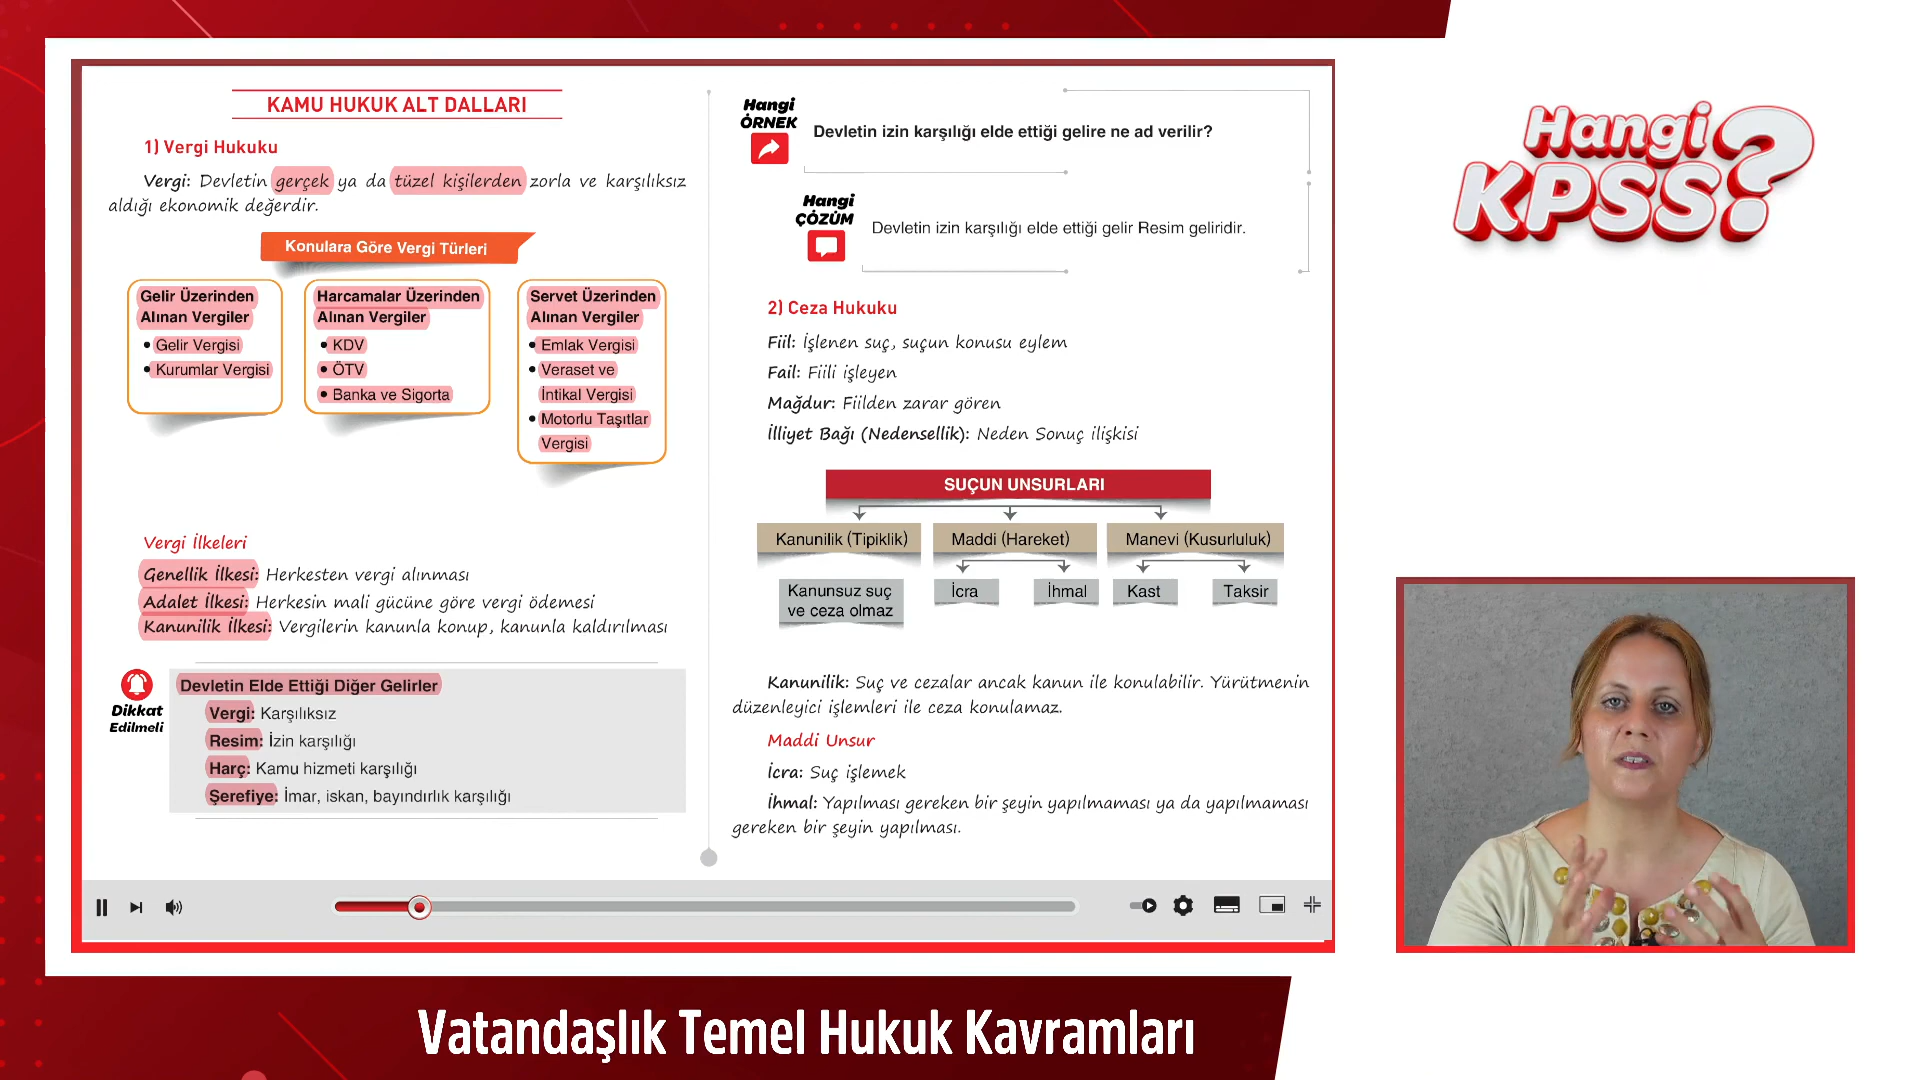 KAMU HUKUK ALT DALLARI
1) Vergi Hukuku
Vergi: Devletin gerçek ya da tüzel kişilerden zorla ve karşılıksız
aldığı ekonomik değerdir.
Konulara Göre Vergi Türleri
Gelir Üzerinden
Alınan Vergiler
• Gelir Vergisi
• Kurumlar Vergisi
Harcamalar Üzerinden
Alınan Vergiler
• KDV
• ÖTV
• Banka ve Sigorta
Servet Üzerinden
Alınan Vergiler
• Emlak Vergisi
• Veraset ve
İntikal Vergisi
• Motorlu Taşıtlar
Vergisi
Vergi İlkeleri
Genellik İlkesi: Herkesten vergi alınması
Adalet İlkesi: Herkesin mali gücüne göre vergi ödemesi
Kanunilik İlkesi: Vergilerin kanunla konup, kanunla kaldırılması
Dikkat
Edilmeli
Devletin Elde Ettiği Diğer Gelirler
Vergi: Karşılıksız
Resim: İzin karşılığı
Harç: Kamu hizmeti karşılığı
Şerefiye: İmar, iskan, bayındırlık karşılığı
Hangi
ÖRNEK
Devletin izin karşılığı elde ettiği gelire ne ad verilir?
Hangi
ÇÖZÜM
Devletin izin karşılığı elde ettiği gelir Resim geliridir.
2) Ceza Hukuku
Fiil: İşlenen suç, suçun konusu eylem
Fail: Fiili işleyen
Mağdur: Fiilden zarar gören
İlliyet Bağı (Nedensellik): Neden Sonuç ilişkisi
SUÇUN UNSURLARI
Kanunilik (Tipiklik)
Maddi (Hareket)
Manevi (Kusurluluk)
Kanunsuz suç
ve ceza olmaz
İcra
İhmal
Kast
Taksir
Kanunilik: Suç ve cezalar ancak kanun ile konulabilir. Yürütmenin
düzenleyici işlemleri ile ceza konulamaz.
Maddi Unsur
İcra: Suç işlemek
İhmal: Yapılması gereken bir şeyin yapılmaması ya da yapılmaması
gereken bir şeyin yapılması.
Hangi
KPSS?
Vatandaşlık Temel Hukuk Kavramları